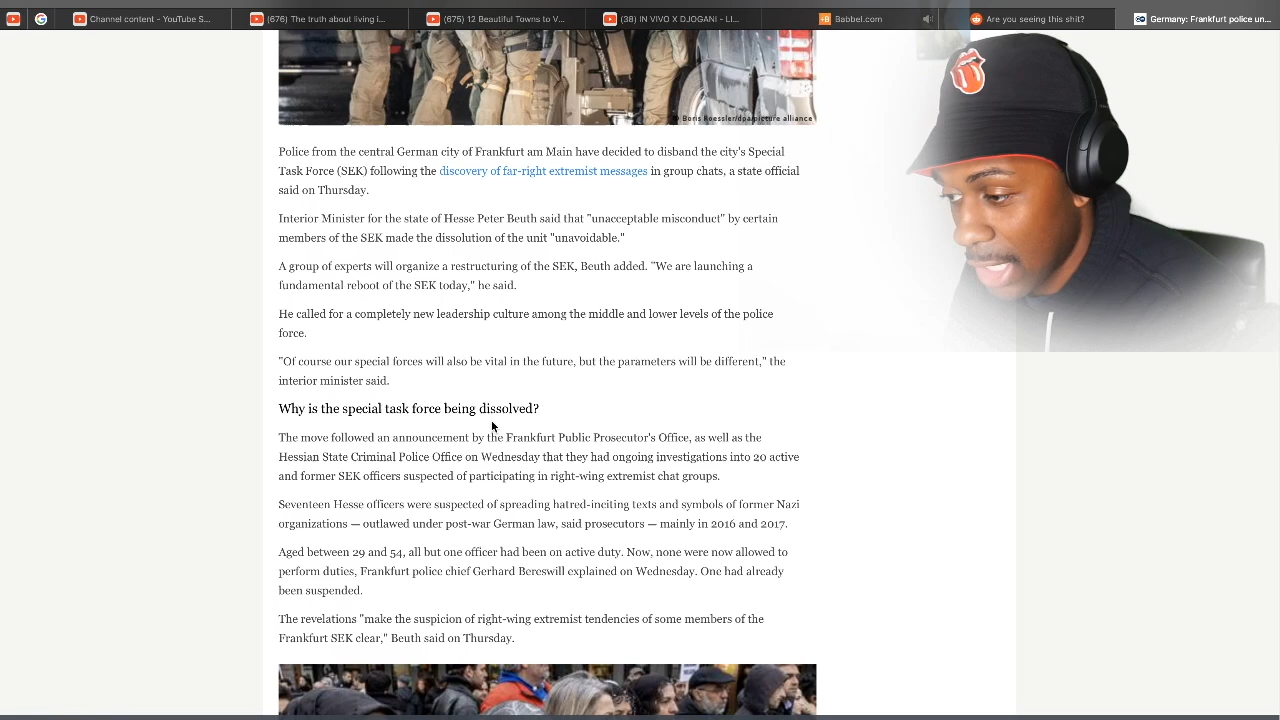 Channel content - YouTube S...
(676) The truth about living i...
(675) 12 Beautiful Towns to V...
(38) IN VIVO X DJOGANI - LI...
+B Babbel.com
Are you seeing this shit?
Germany: Frankfurt police un...
© Boris Roessler/dpa/picture alliance
Police from the central German city of Frankfurt am Main have decided to disband the city's Special
Task Force (SEK) following the discovery of far-right extremist messages in group chats, a state official
said on Thursday.
Interior Minister for the state of Hesse Peter Beuth said that "unacceptable misconduct" by certain
members of the SEK made the dissolution of the unit "unavoidable."
A group of experts will organize a restructuring of the SEK, Beuth added. "We are launching a
fundamental reboot of the SEK today," he said.
He called for a completely new leadership culture among the middle and lower levels of the police
force.
"Of course our special forces will also be vital in the future, but the parameters will be different," the
interior minister said.
Why is the special task force being dissolved?
The move followed an announcement by the Frankfurt Public Prosecutor's Office, as well as the
Hessian State Criminal Police Office on Wednesday that they had ongoing investigations into 20 active
and former SEK officers suspected of participating in right-wing extremist chat groups.
Seventeen Hesse officers were suspected of spreading hatred-inciting texts and symbols of former Nazi
organizations — outlawed under post-war German law, said prosecutors — mainly in 2016 and 2017.
Aged between 29 and 54, all but one officer had been on active duty. Now, none were now allowed to
perform duties, Frankfurt police chief Gerhard Bereswill explained on Wednesday. One had already
been suspended.
The revelations "make the suspicion of right-wing extremist tendencies of some members of the
Frankfurt SEK clear," Beuth said on Thursday.